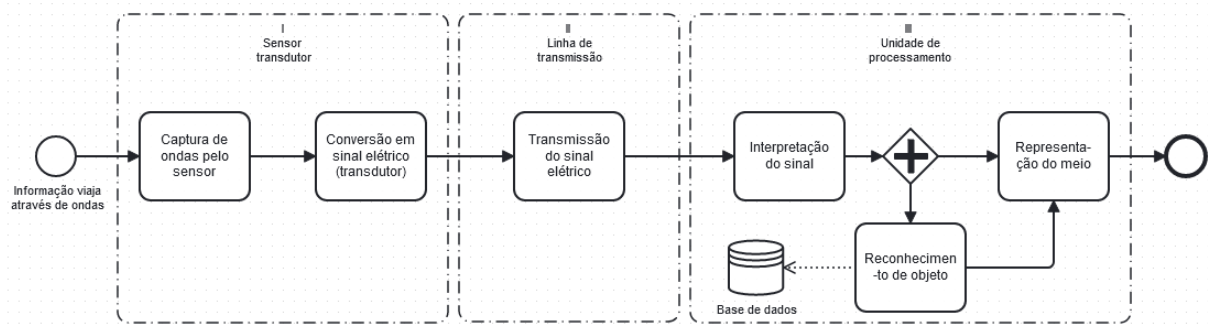 I
Sensor
transdutor
II
Linha de
transmissão
III
Unidade de
processamento
Informação viaja
através de ondas
Captura de
ondas pelo
sensor
Conversão em
sinal elétrico
(transdutor)
Transmissão
do sinal
elétrico
Interpretação
do sinal
Representa-
ção do meio
Reconhecimen-
-to de objeto
Base de dados